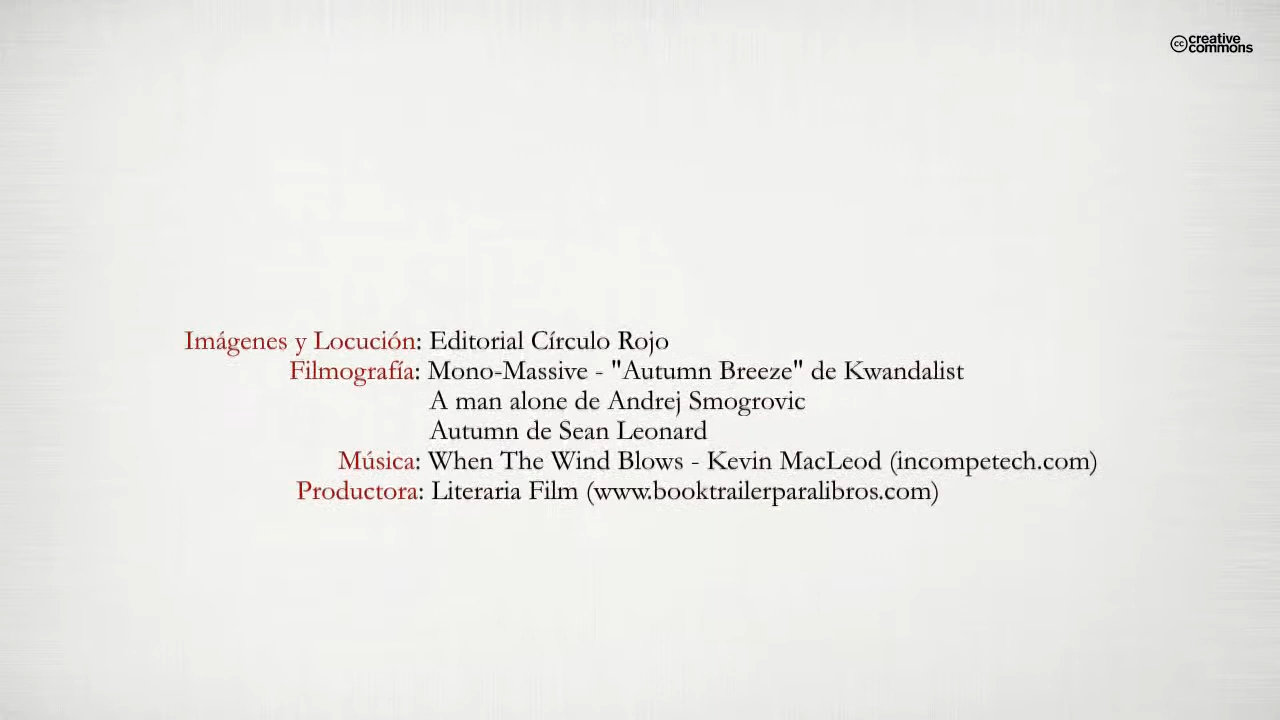 cc creative
commons
Imágenes y Locución: Editorial Círculo Rojo
Filmografía: Mono-Massive - "Autumn Breeze" de Kwandalist
A man alone de Andrej Smogrovic
Autumn de Sean Leonard
Música: When The Wind Blows - Kevin MacLeod (incompetech.com)
Productora: Literaria Film (www.booktrailerparalibros.com)